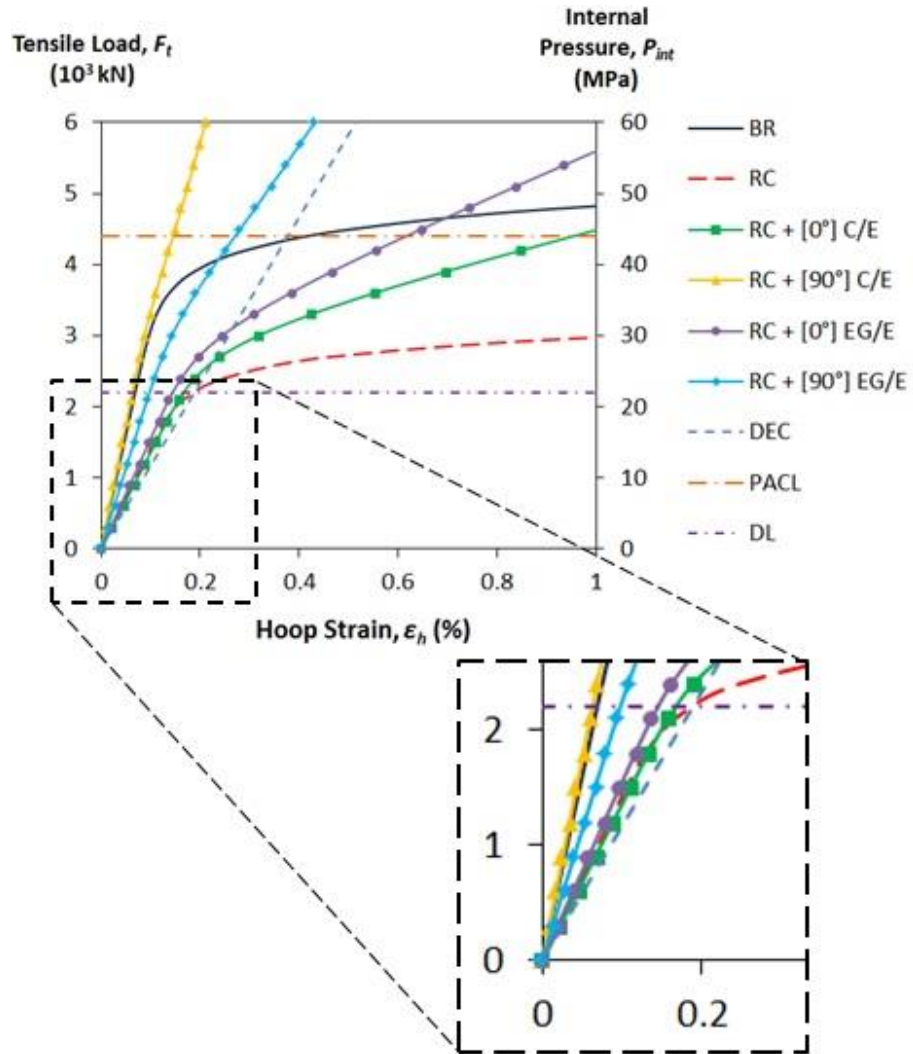 Tensile Load, Fₜ
(10³ kN)
Internal
Pressure, Pᵢₙₜ
(MPa)
6
5
4
3
2
1
0
60
50
40
30
20
10
0
0
0.2
0.4
0.6
0.8
1
Hoop Strain, εₕ (%)
BR
RC
RC + [0°] C/E
RC + [90°] C/E
RC + [0°] EG/E
RC + [90°] EG/E
DEC
PACL
DL
2
1
0
0
0.2